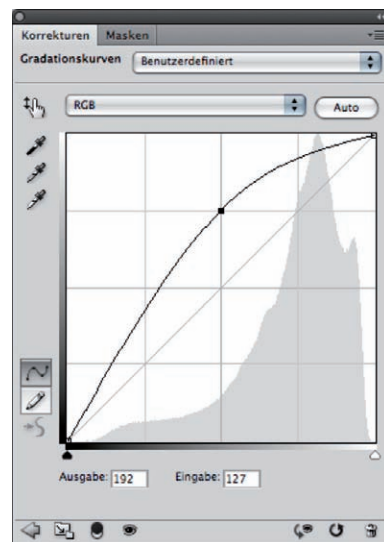 Korrekturen Masken
Gradationskurven Benutzerdefiniert
RGB Auto
Ausgabe: 192 Eingabe: 127